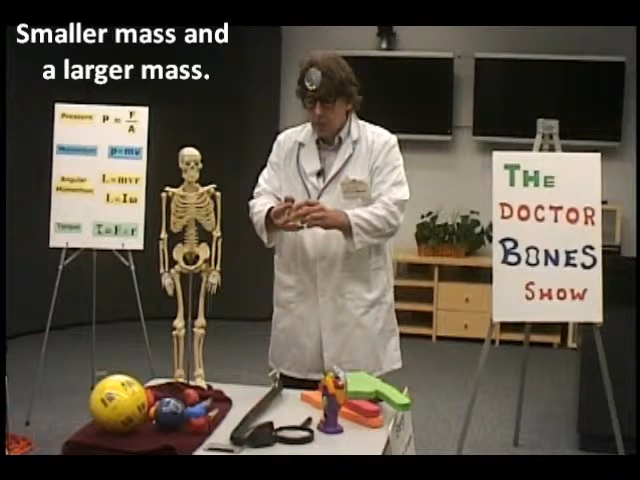 Smaller mass and
a larger mass.
Pressure p = F
A
Momentum p=mv
Angular L=mvr
Momentum
L=Iω
Torque
THE
DOCTOR
BONES
SHOW